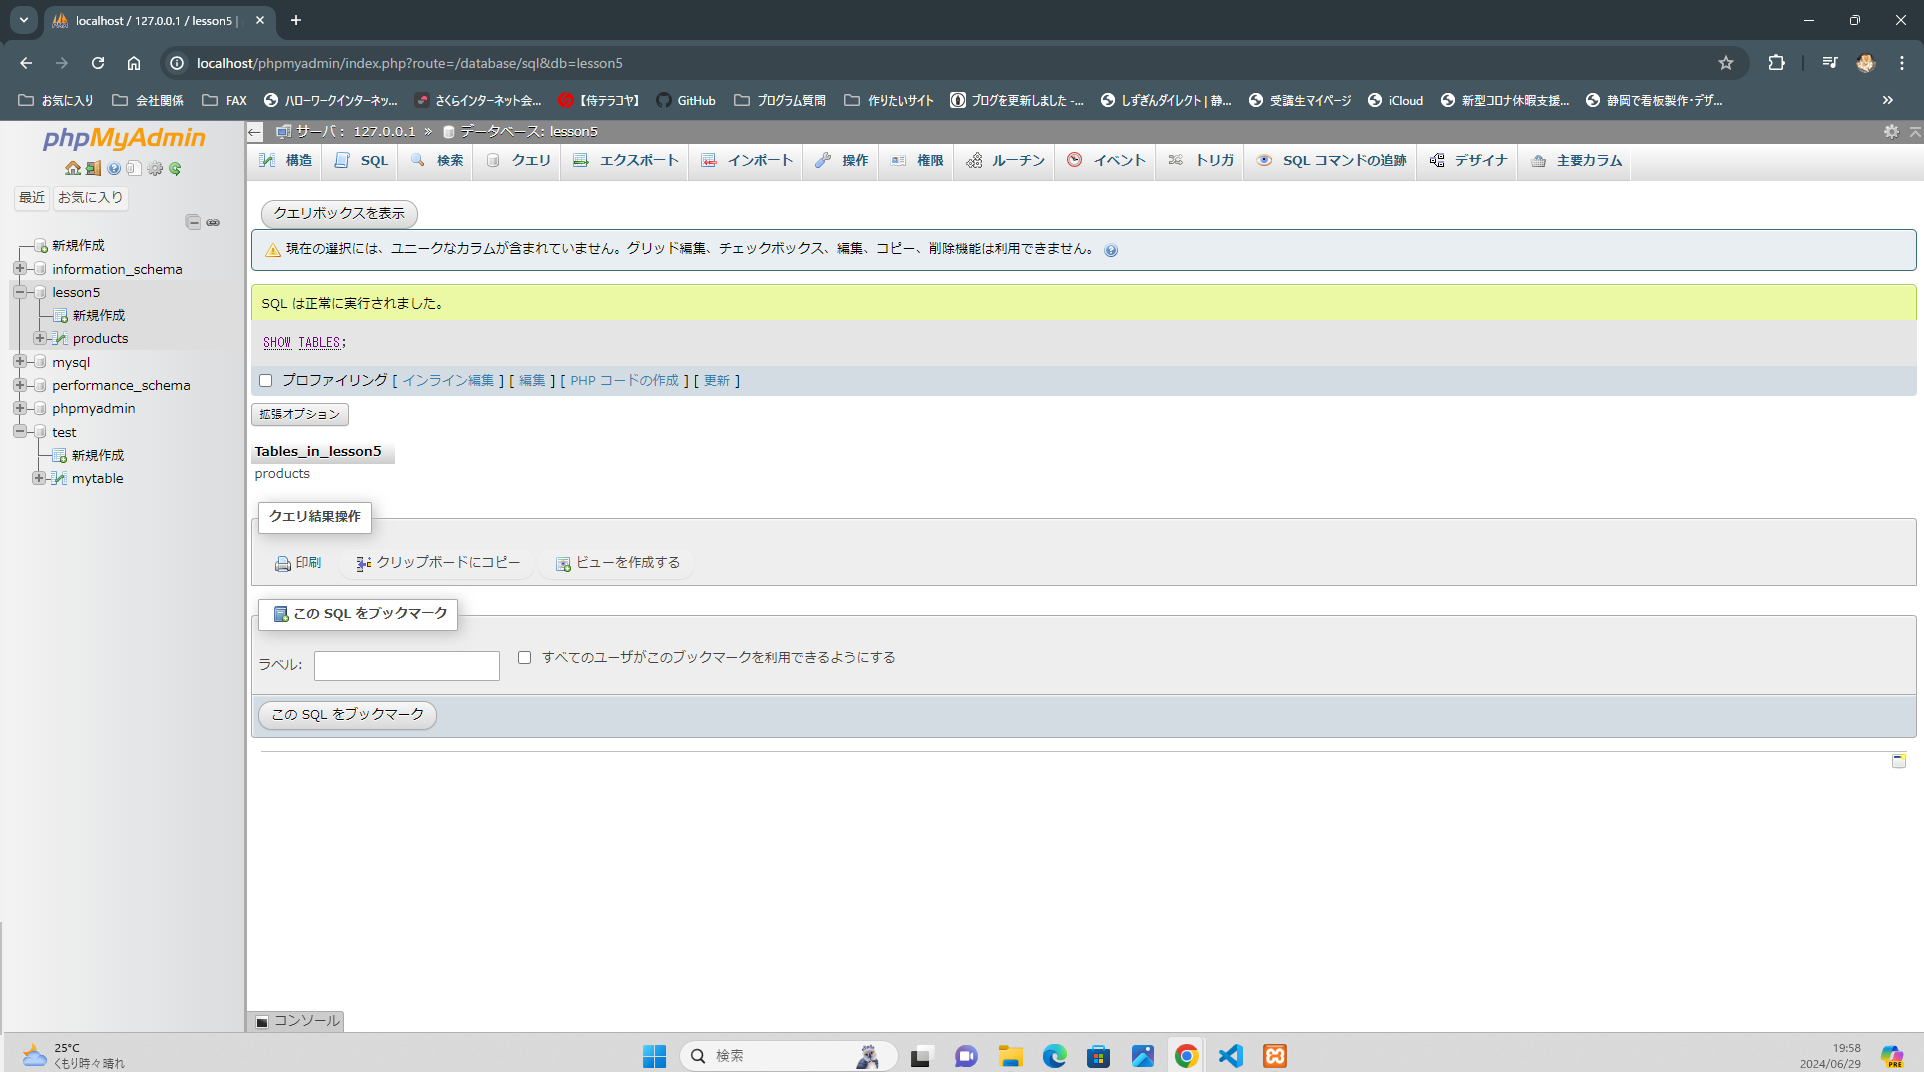 localhost / 127.0.0.1 / lesson5 |
localhost/phpmyadmin/index.php?route=/database/sql&db=lesson5
お気に入り 会社関係 FAX ハローワークインターネッ... さくらインターネット会... 【侍テラコヤ】 GitHub プログラム質問 作りたいサイト ブログを更新しました -... しずぎんダイレクト | 静... 受講生マイページ iCloud 新型コロナ休暇支援... 静岡で看板製作・デザ...
phpMyAdmin
最近 お気に入り
新規作成
information_schema
lesson5
新規作成
products
mysql
performance_schema
phpmyadmin
test
新規作成
mytable
サーバ: 127.0.0.1 » データベース: lesson5
構造 SQL 検索 クエリ エクスポート インポート 操作 権限 ルーチン イベント トリガ SQL コマンドの追跡 デザイナ 主要カラム
クエリボックスを表示
現在の選択には、ユニークなカラムが含まれていません。グリッド編集、チェックボックス、編集、コピー、削除機能は利用できません。
SQL は正常に実行されました。
SHOW TABLES;
プロファイリング [ インライン編集 ] [ 編集 ] [ PHP コードの作成 ] [ 更新 ]
拡張オプション
Tables_in_lesson5
products
クエリ結果操作
印刷 クリップボードにコピー ビューを作成する
この SQL をブックマーク
ラベル: すべてのユーザがこのブックマークを利用できるようにする
この SQL をブックマーク
コンソール
25°C
くもり時々晴れ
検索
19:58
2024/06/29
PRE